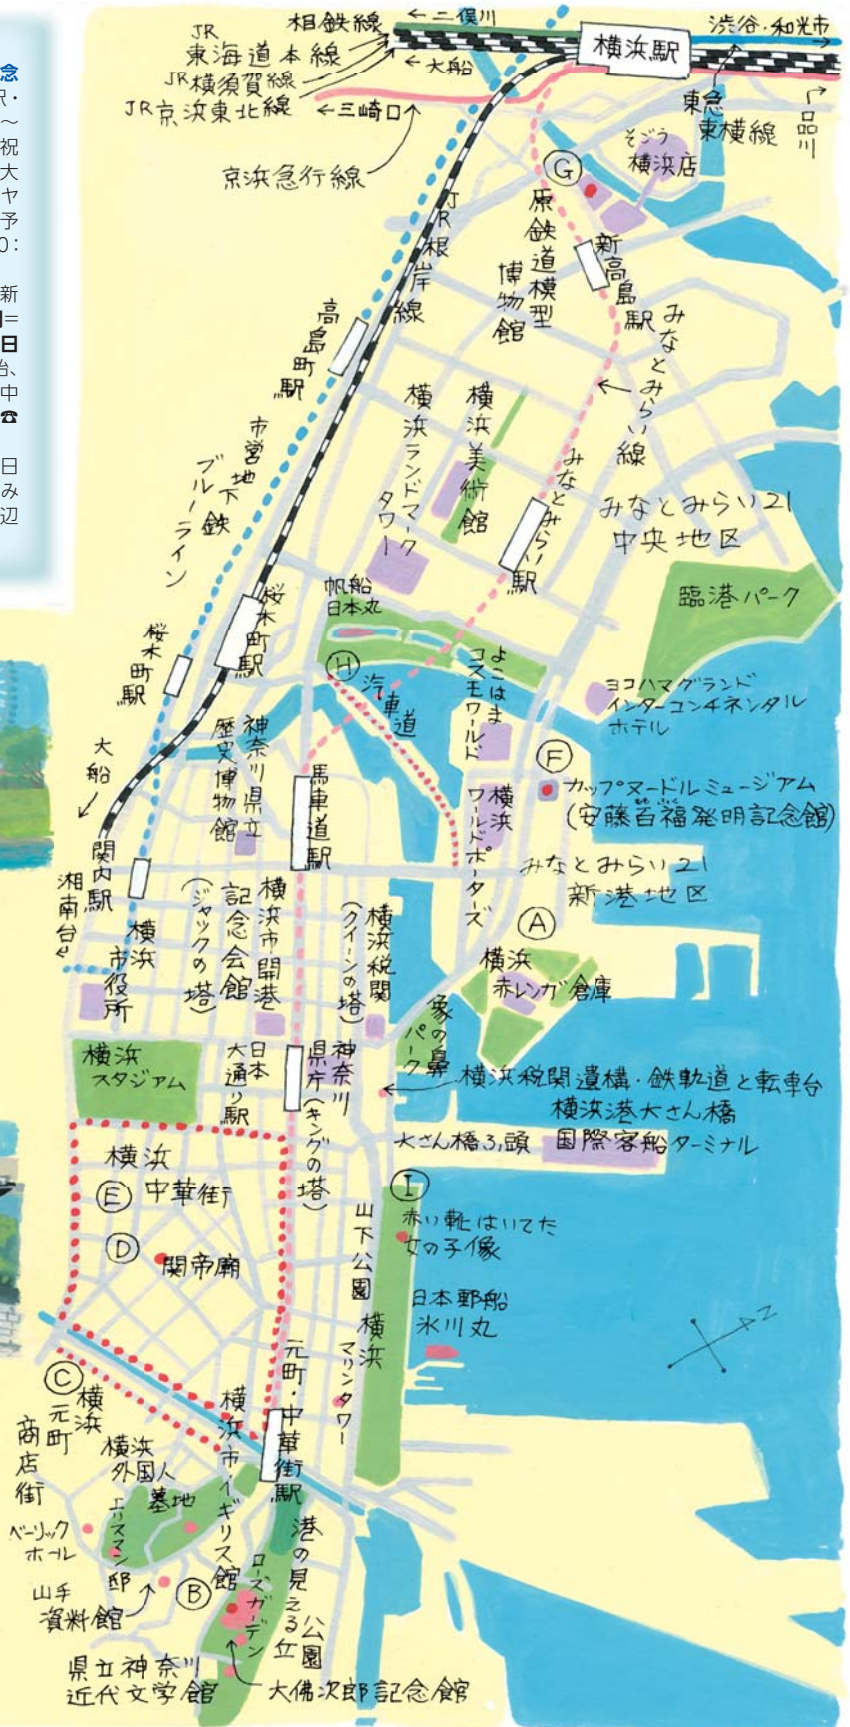 念
駅・
～
祝
大
ヤ
予
0：
新
日
治、
中
☎
日
み
辺
相鉄線
←二俣川
JR
東海道本線
←大船
JR横須賀線
JR京浜東北線
←三崎口
京浜急行線
横浜駅
渋谷・和光市
東急
東横線
品川
そごう
横浜店
G
原鉄道模型
博物館
新高島駅
みなとみらい線
JR根岸線
高島町駅
市営地下鉄
ブルーライン
横浜ランドマーク
タワー
横浜美術館
みなとみらい駅
みなとみらい21
中央地区
臨港パーク
桜木町駅
桜木町駅
帆船
日本丸
H
汽車道
よこはま
コスモワールド
ヨコハマグランド
インターコンチネンタル
ホテル
F
カップヌードルミュージアム
(安藤百福発明記念館)
大船
関内駅
湘南台
神奈川県立
歴史博物館
馬車道駅
横浜
ワールドポーターズ
みなとみらい21
新港地区
A
横浜
赤レンガ倉庫
横浜市役所
横浜市開港
記念会館
(ジャックの塔)
横浜税関
(クイーンの塔)
象の鼻
パーク
横浜
スタジアム
日本
大通り駅
神奈川
県庁(キングの塔)
横浜税関遺構・鉄軌道と転車台
横浜港大さん橋
国際客船ターミナル
大さん橋ふ頭
横浜
E 中華街
D
関帝廟
I
山下公園
赤い靴はいてた
女の子像
日本郵船
氷川丸
横浜
マリンタワー
N
C
横浜
元町
商店街
元町・中華街駅
横浜
外国人
墓地
横浜市イギリス館
エリスマン邸
ベーリック
ホール
山手
資料館
B
ローズガーデン
港の見える丘
公園
県立神奈川
近代文学館
大佛次郎記念館